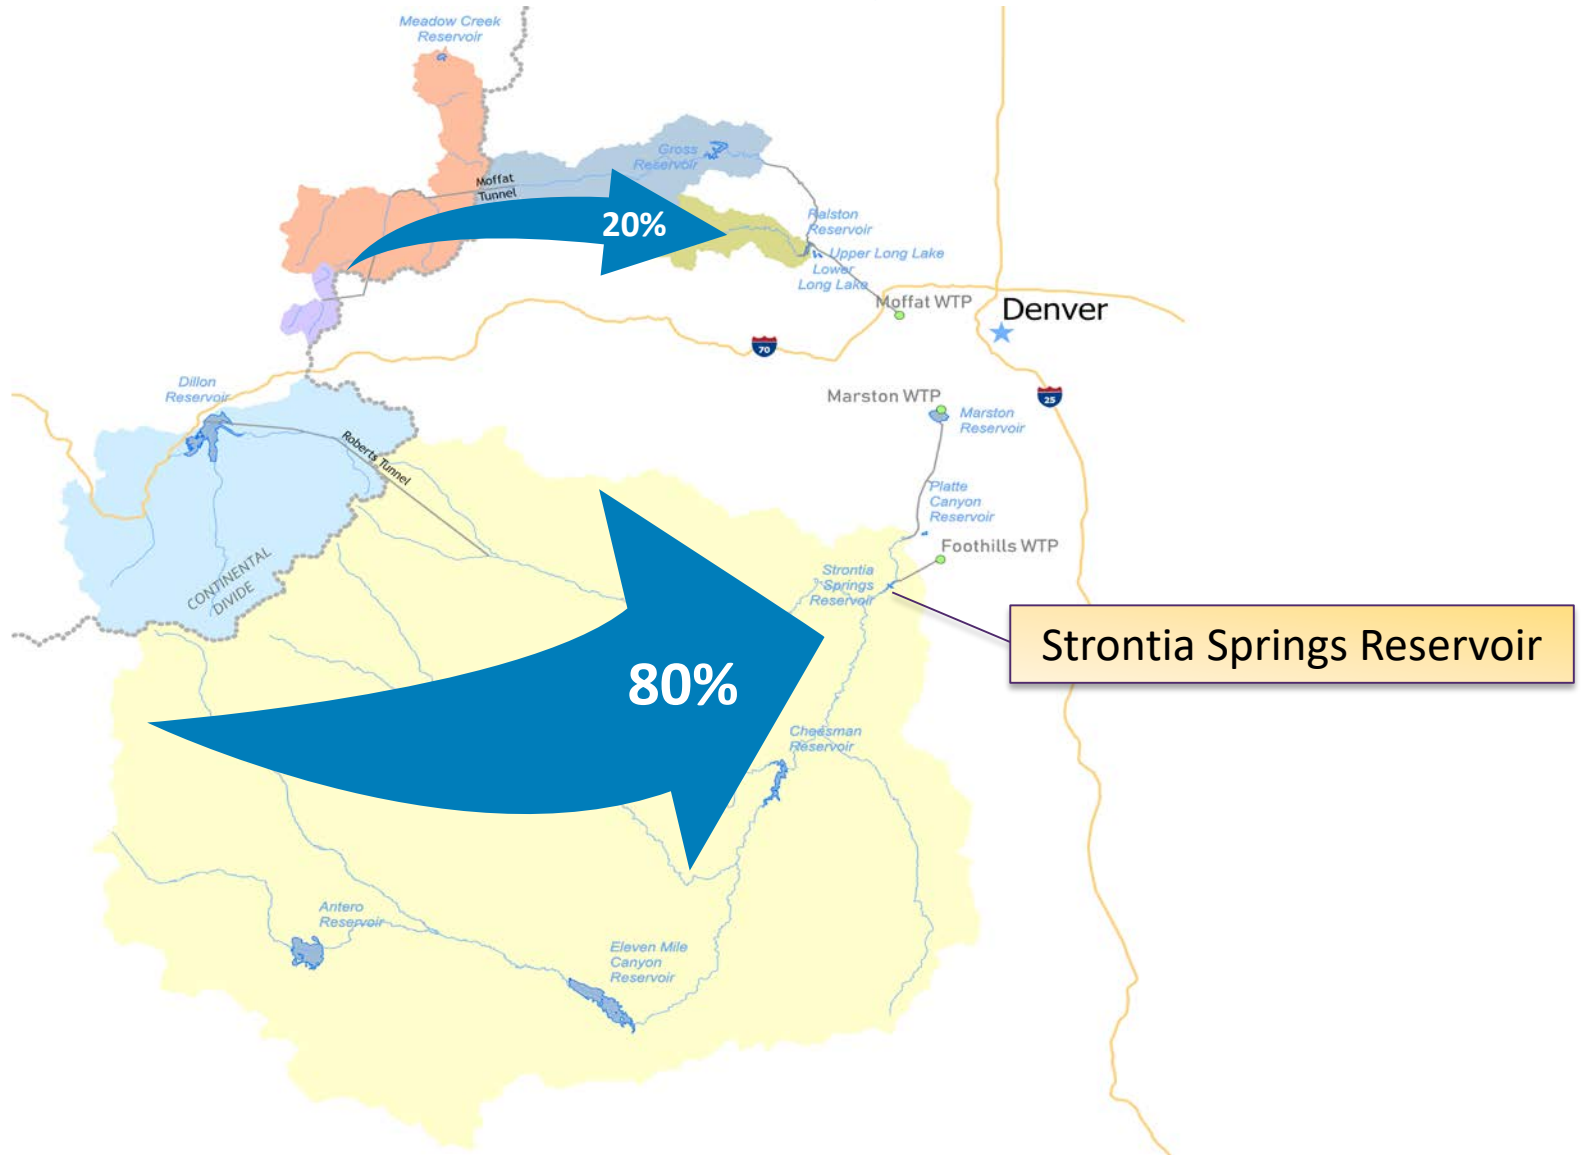 Meadow Creek
Reservoir
Gross
Reservoir
Moffat
Tunnel
20%
Ralston
Reservoir
Upper Long Lake
Lower
Long Lake
Moffat WTP
Denver
70
Dillon
Reservoir
25
Marston WTP
Marston
Reservoir
Roberts Tunnel
Platte
Canyon
Reservoir
Foothills WTP
CONTINENTAL
DIVIDE
Strontia
Springs
Reservoir
Strontia Springs Reservoir
80%
Cheesman
Reservoir
Antero
Reservoir
Eleven Mile
Canyon
Reservoir